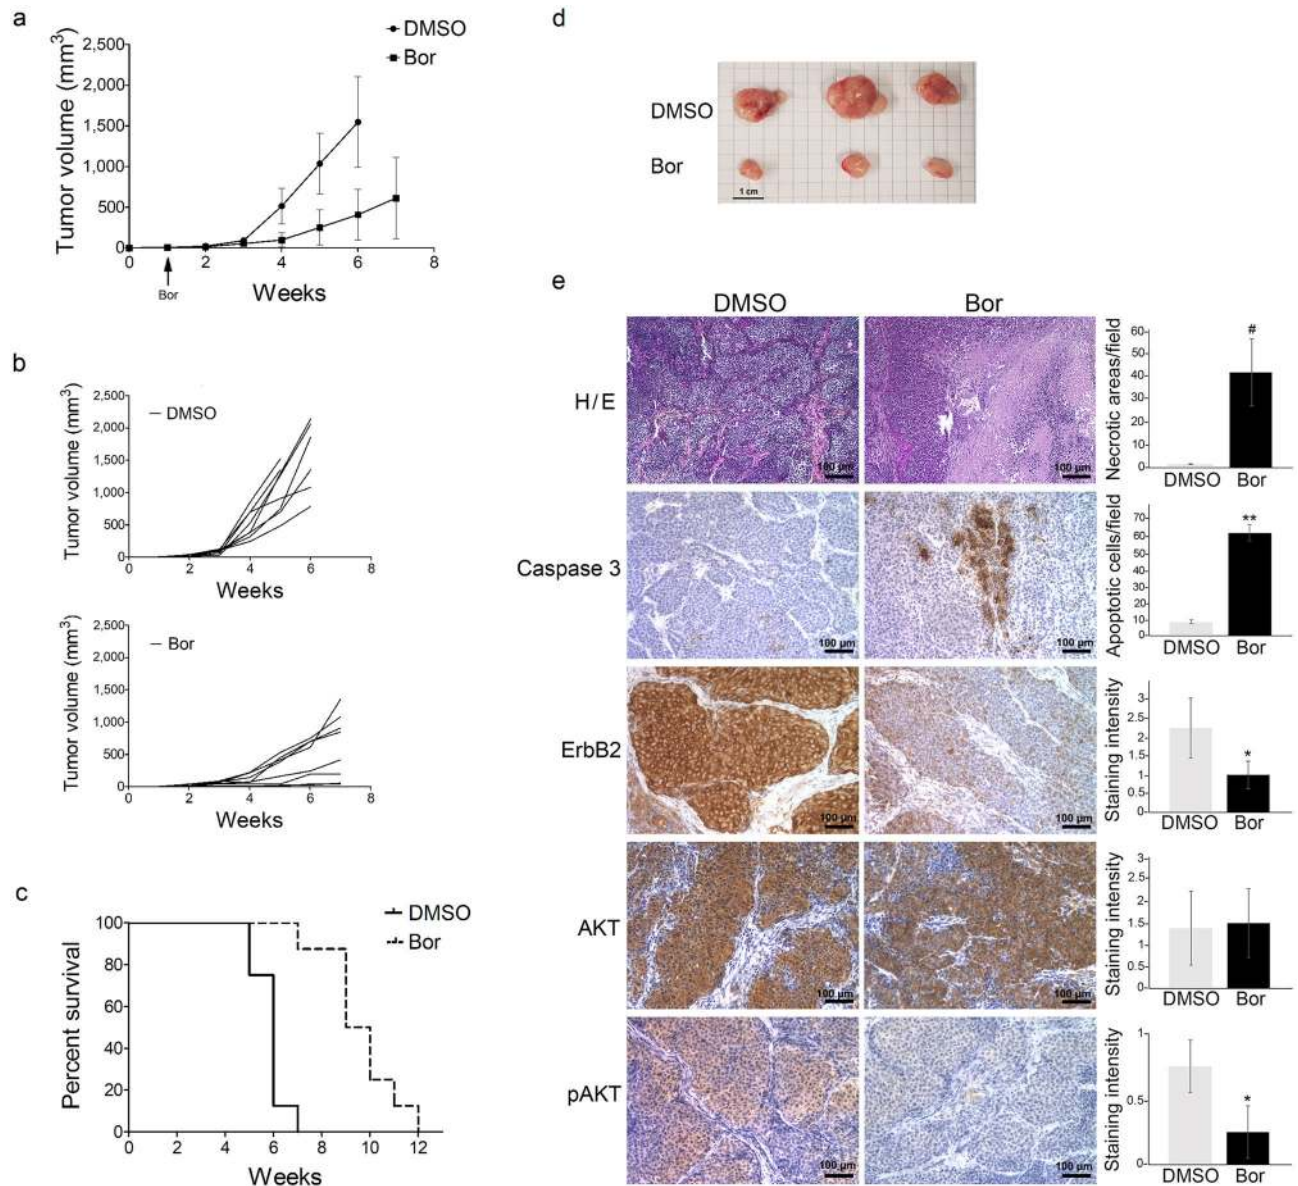 a
Tumor volume (mm³)
2,500
2,000
1,500
1,000
500
0
0 2 4 6 8
Bor
Weeks
DMSO
Bor
b
Tumor volume (mm³)
2,500
2,000
1,500
1,000
500
0
DMSO
0 2 4 6 8
Weeks
Tumor volume (mm³)
2,500
2,000
1,500
1,000
500
0
Bor
0 2 4 6 8
Weeks
c
Percent survival
100
80
60
40
20
0
0 2 4 6 8 10 12
Weeks
DMSO
Bor
d
DMSO
Bor
1 cm
e
DMSO Bor
H/E
100 µm
100 µm
Necrotic areas/field
60
50
40
30
10
0
#
DMSO Bor
Caspase 3
100 µm
100 µm
Apoptotic cells/field
70
60
50
40
30
20
10
0
**
DMSO Bor
ErbB2
100 µm
100 µm
Staining intensity
3
2.5
2
1.5
1
0.5
0
*
DMSO Bor
AKT
100 µm
100 µm
Staining intensity
3
2.5
2
1.5
1
0.5
0
DMSO Bor
pAKT
100 µm
100 µm
Staining intensity
1
0.5
0
*
DMSO Bor